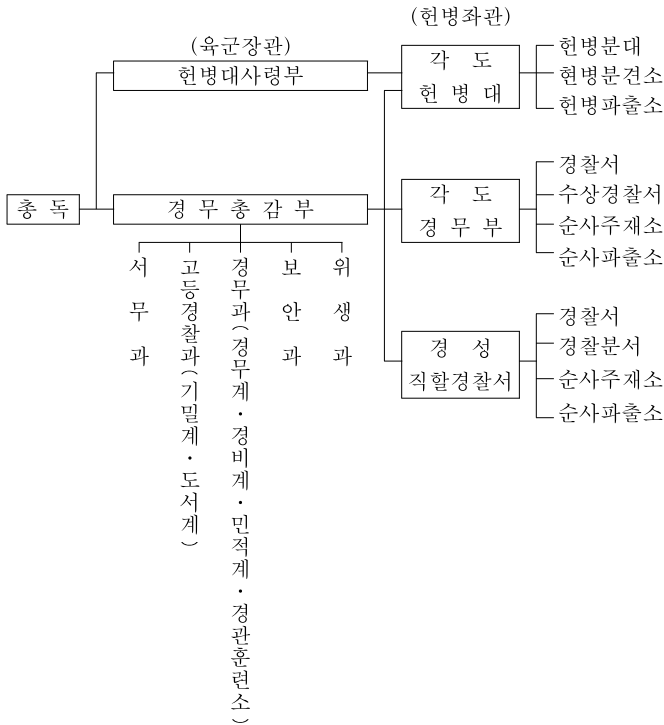 (헌병좌관)
(육군장관)
헌병대사령부
각 도
헌 병 대
헌병분대
현병분견소
헌병파출소
총 독
경 무 총 감 부
각 도
경 무 부
경찰서
수상경찰서
순사주재소
순사파출소
서 무 과
고등경찰과(기밀계·도서계)
경무과(경무계·경비계·민적계·경관훈련소)
보 안 과
위 생 과
경 성
직할경찰서
경찰서
경찰분서
순사주재소
순사파출소